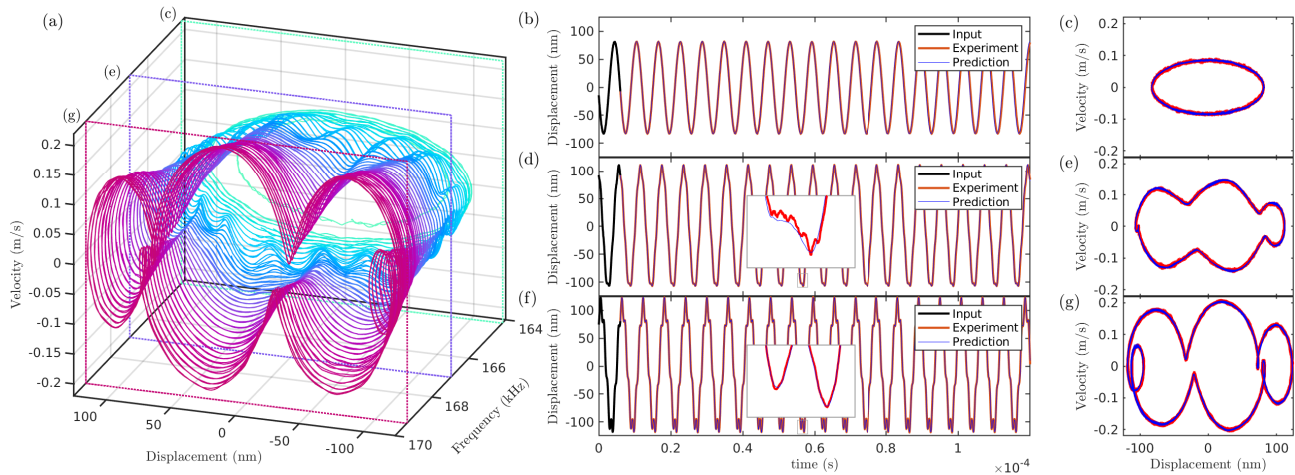 (a)
(c)
(e)
(g)
0.2
0.15
0.1
0.05
0
-0.05
-0.1
-0.15
-0.2
Velocity (m/s)
100
50
0
-50
-100
Displacement (nm)
164
166
168
170
Frequency (kHz)
(b)
Displacement (nm)
100
50
0
-50
-100
Input
Experiment
Prediction
(d)
Displacement (nm)
100
50
0
-50
-100
Input
Experiment
Prediction
(f)
Displacement (nm)
100
50
0
-50
-100
Input
Experiment
Prediction
0 0.2 0.4 0.6 0.8 1
time (s)
×10⁻⁴
(c)
Velocity (m/s)
0.2
0.1
0
-0.1
-0.2
(e)
Velocity (m/s)
0.2
0.1
0
-0.1
-0.2
(g)
Velocity (m/s)
0.2
0.1
0
-0.1
-0.2
-100 0 100
Displacement (nm)